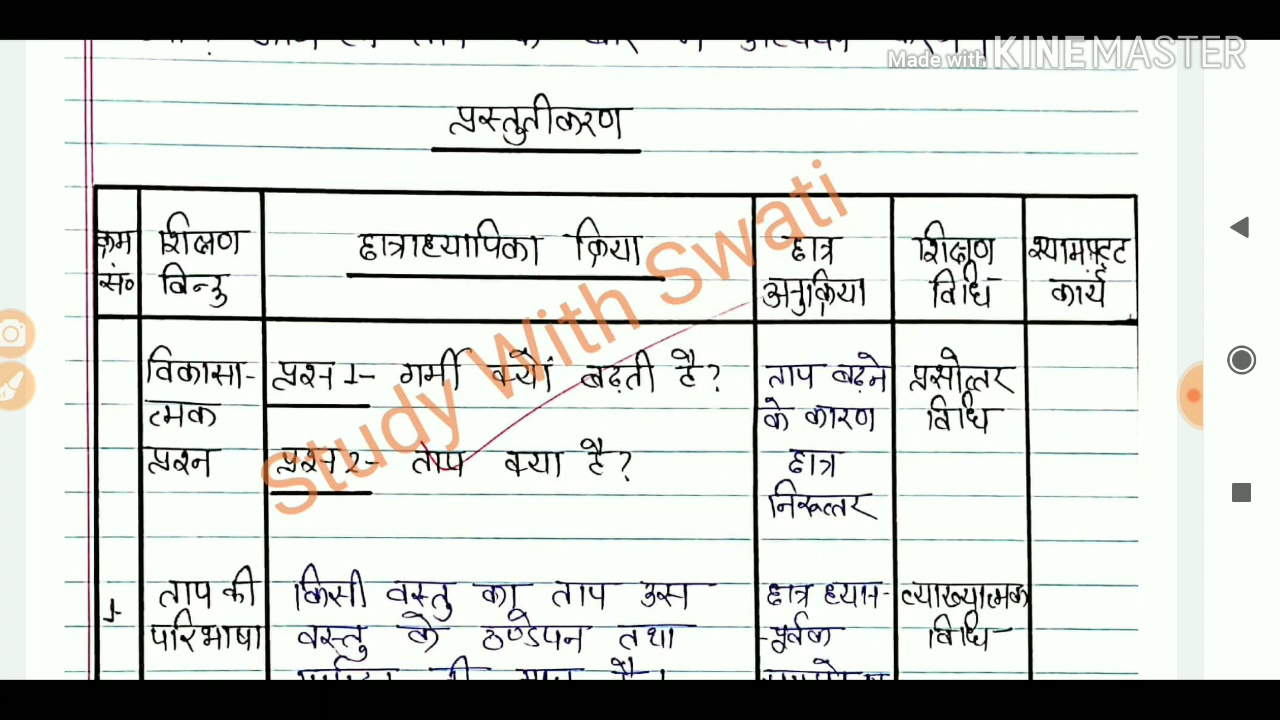 Made with KINEMASTER
प्रस्तुतीकरण
क्रम सं० शिक्षण बिन्दु छात्राध्यापिका क्रिया छात्र अनुक्रिया शिक्षण विधि श्यामपट्ट कार्य
विकासा- प्रश्न 1- गर्मी क्यों बढ़ती है? ताप बढ़ने प्रश्नोत्तर
त्मक के कारण विधि
प्रश्न प्रश्न 2- ताप क्या है? छात्र
निरूत्तर
Study With Swati
1- ताप की किसी वस्तु का ताप उस छात्र ध्यान- व्याख्यात्मक
परिभाषा वस्तु के ठण्डेपन तथा -पूर्वक विधि